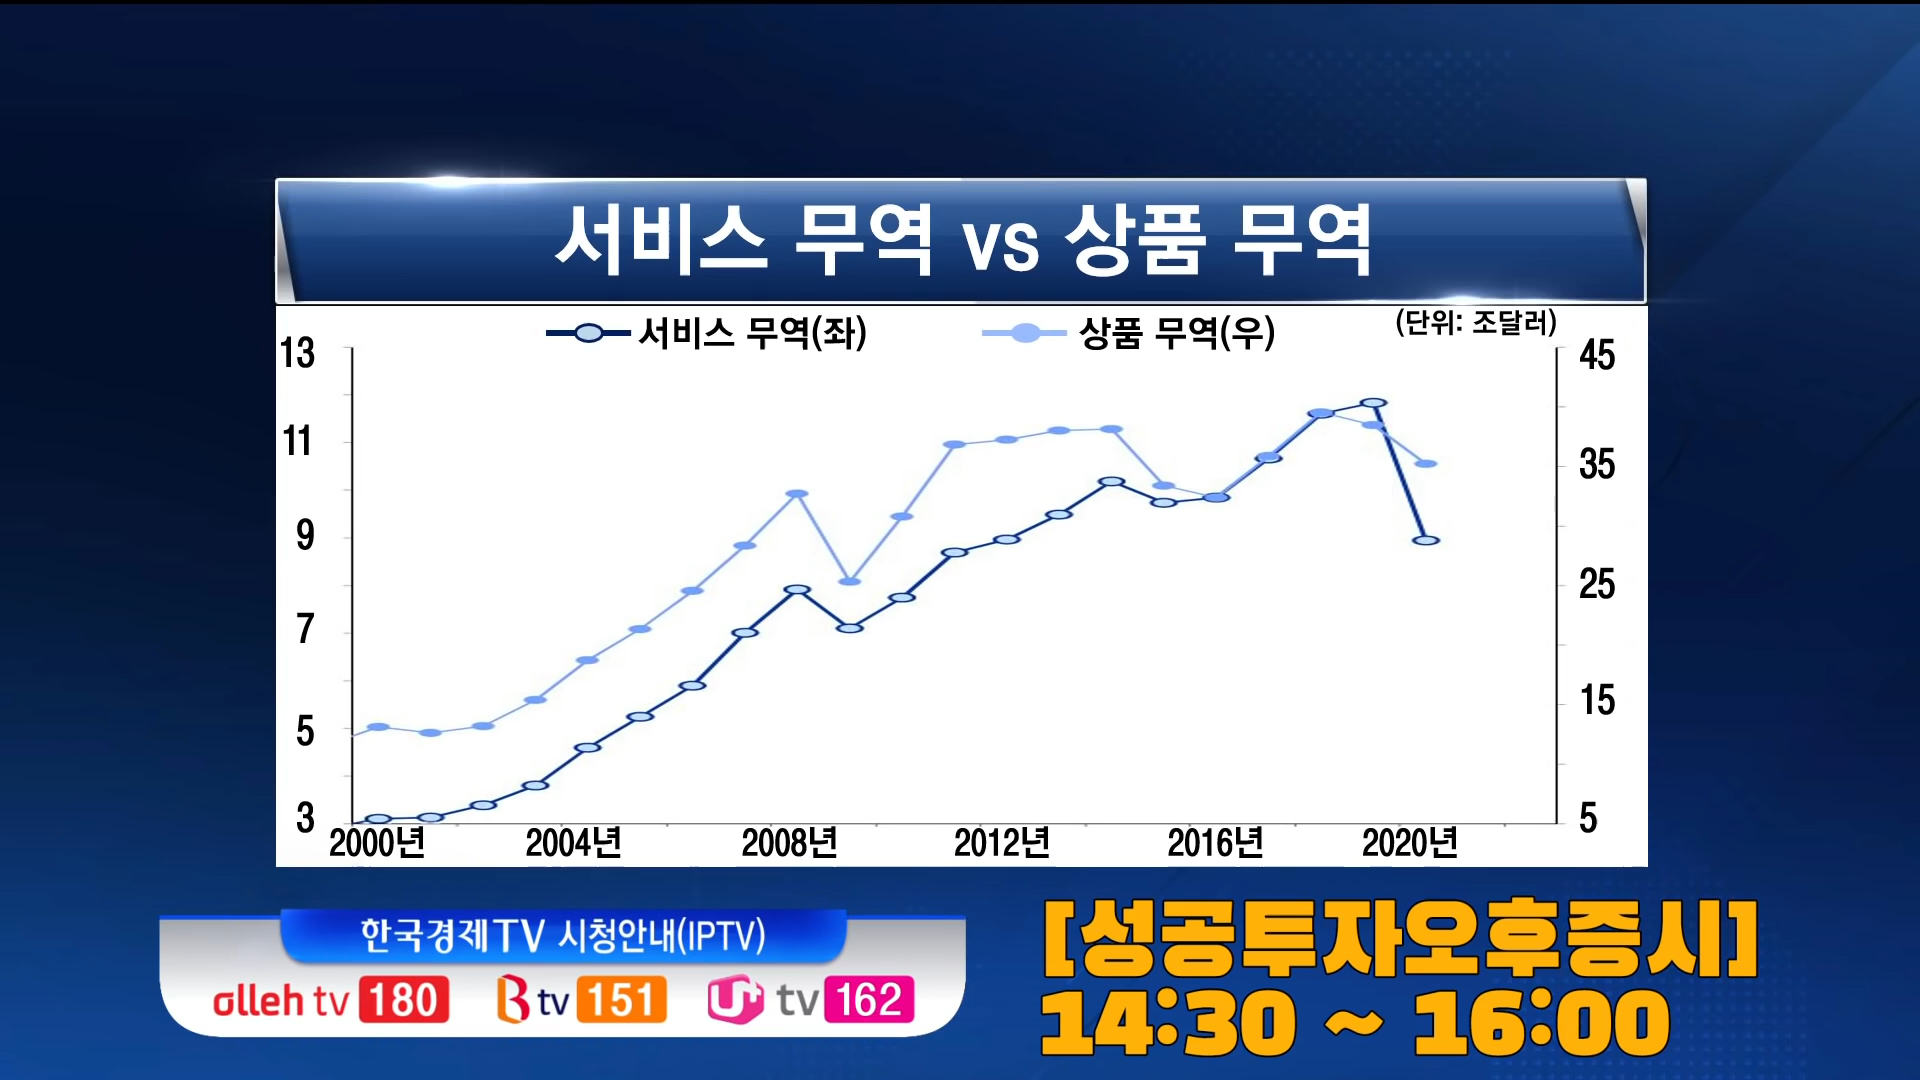 서비스 무역 vs 상품 무역
서비스 무역(좌) 상품 무역(우) (단위: 조달러)
13 45
11
35
9
25
7
15
5
3 5
2000년 2004년 2008년 2012년 2016년 2020년
한국경제TV 시청안내(IPTV)
olleh tv 180 B tv 151 U+ tv 162
[성공투자오후증시]
14:30 ~ 16:00